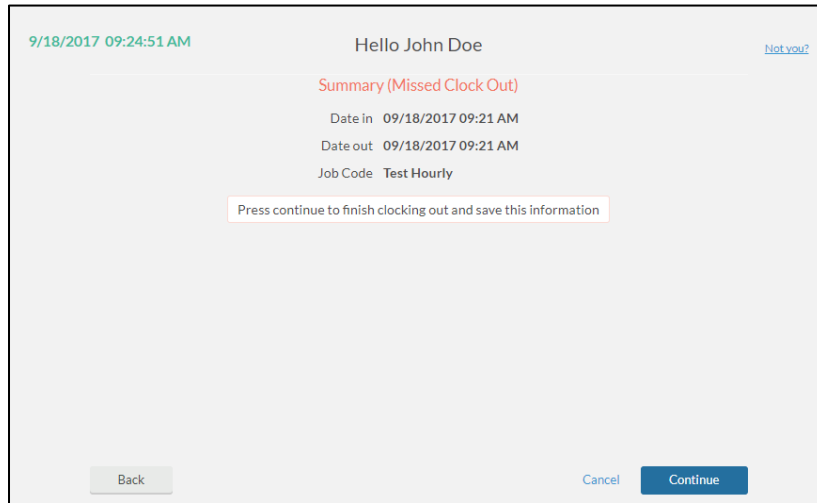 9/18/2017 09:24:51 AM
Hello John Doe
Not you?
Summary (Missed Clock Out)
Date in 09/18/2017 09:21 AM
Date out 09/18/2017 09:21 AM
Job Code Test Hourly
Press continue to finish clocking out and save this information
Back
Cancel
Continue